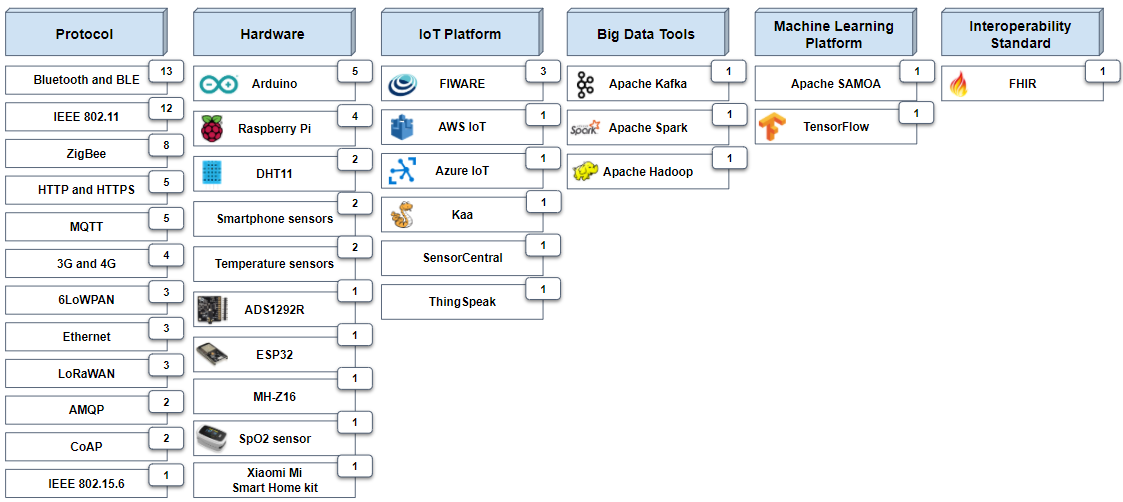 Protocol
Bluetooth and BLE 13
IEEE 802.11 12
ZigBee 8
HTTP and HTTPS 5
MQTT 5
3G and 4G 4
6LoWPAN 3
Ethernet 3
LoRaWAN 3
AMQP 2
CoAP 2
IEEE 802.15.6 1
Hardware
Arduino 5
Raspberry Pi 4
DHT11 2
Smartphone sensors 2
Temperature sensors 2
ADS1292R 1
ESP32 1
MH-Z16 1
SpO2 sensor 1
Xiaomi Mi 1
Smart Home kit
IoT Platform
FIWARE 3
AWS IoT 1
Azure IoT 1
Kaa 1
SensorCentral 1
ThingSpeak 1
Big Data Tools
Apache Kafka 1
Spark Apache Spark 1
Apache Hadoop 1
Machine Learning
Platform
Apache SAMOA 1
TensorFlow 1
Interoperability
Standard
FHIR 1